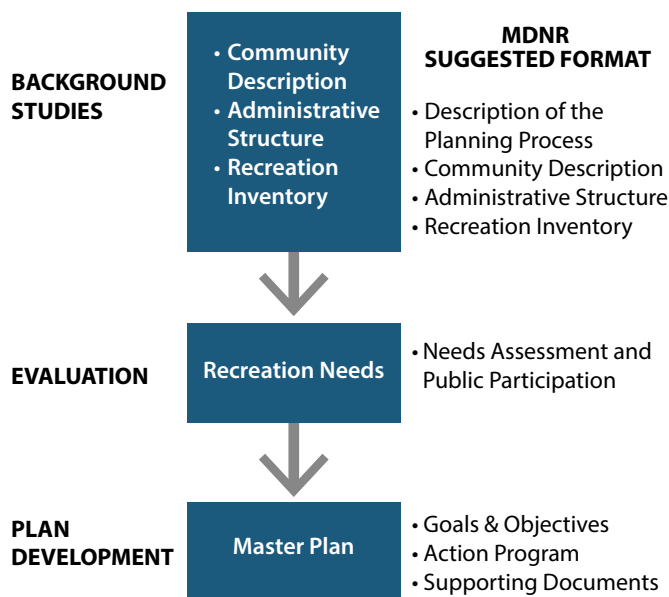 BACKGROUND
STUDIES
• Community
Description
• Administrative
Structure
• Recreation
Inventory
MDNR
SUGGESTED FORMAT
• Description of the
Planning Process
• Community Description
• Administrative Structure
• Recreation Inventory
EVALUATION
Recreation Needs
• Needs Assessment and
Public Participation
PLAN
DEVELOPMENT
Master Plan
• Goals & Objectives
• Action Program
• Supporting Documents